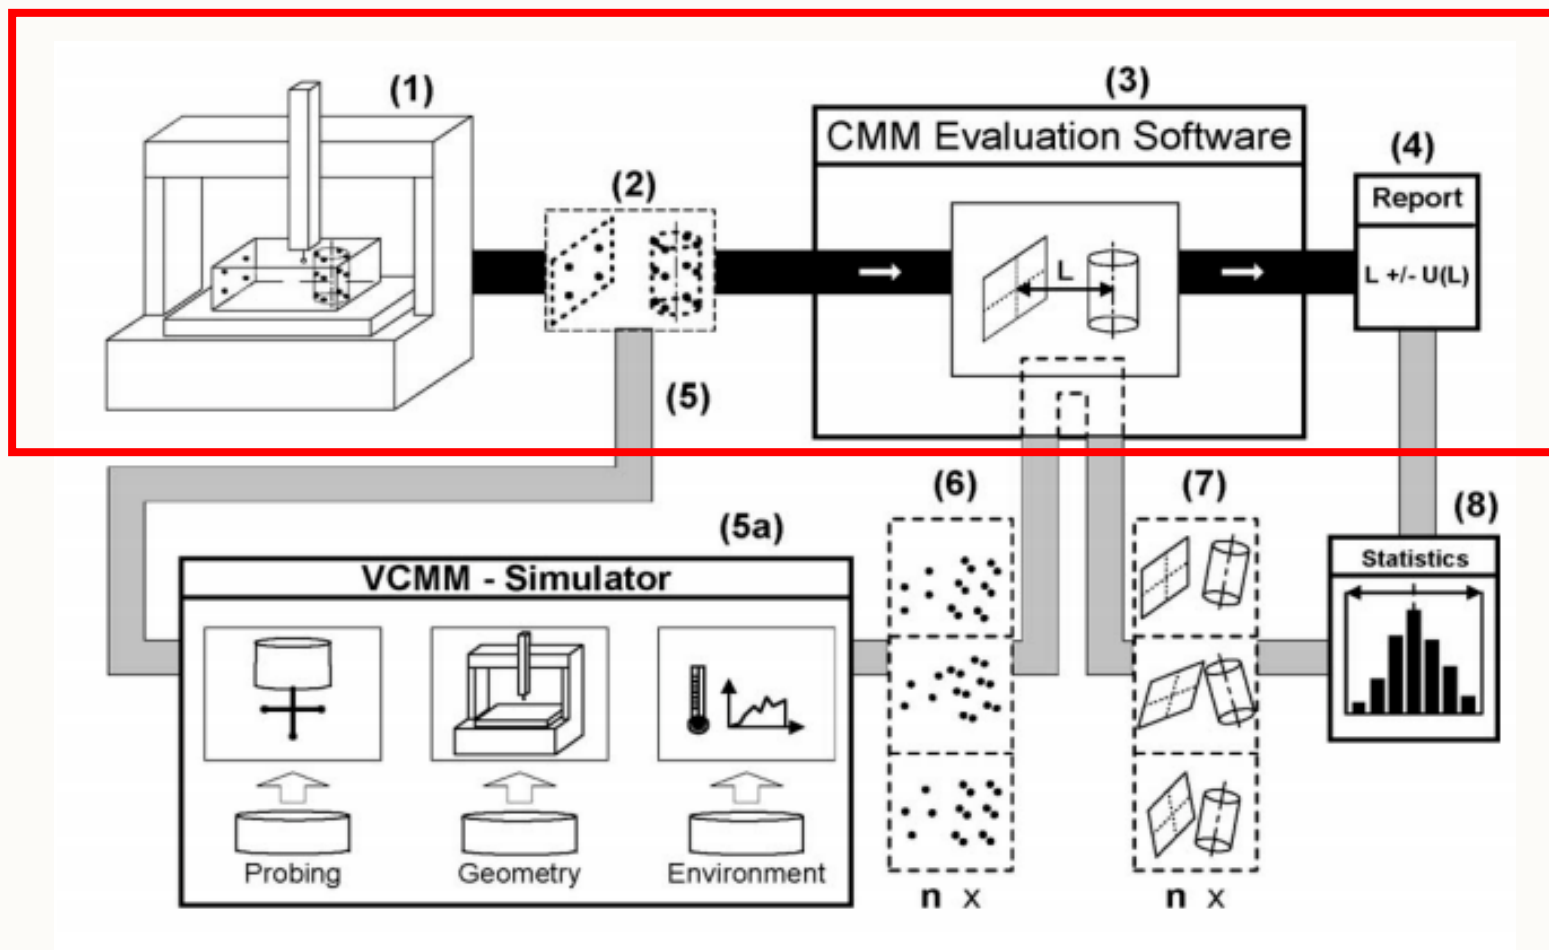 (1)
(2)
(3)
CMM Evaluation Software
L
(4)
Report
L +/- U(L)
(5)
(5a)
VCMM - Simulator
Probing
Geometry
Environment
(6)
n x
(7)
n x
(8)
Statistics